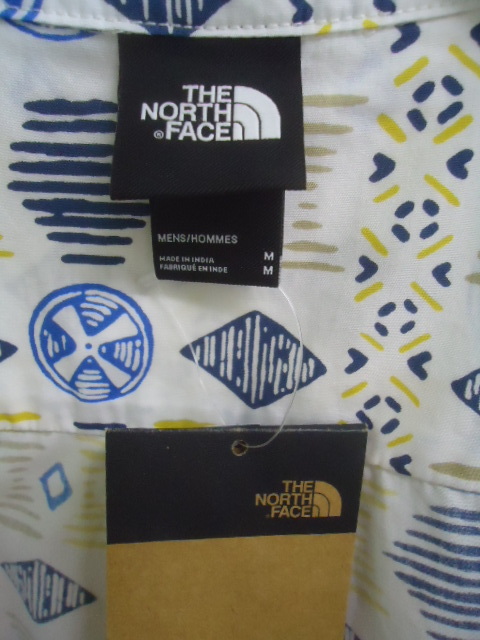 THE
NORTH
®FACE
MENS/HOMMES
MADE IN INDIA M
FABRIQUÉ EN INDE M
THE
NORTH
FACE